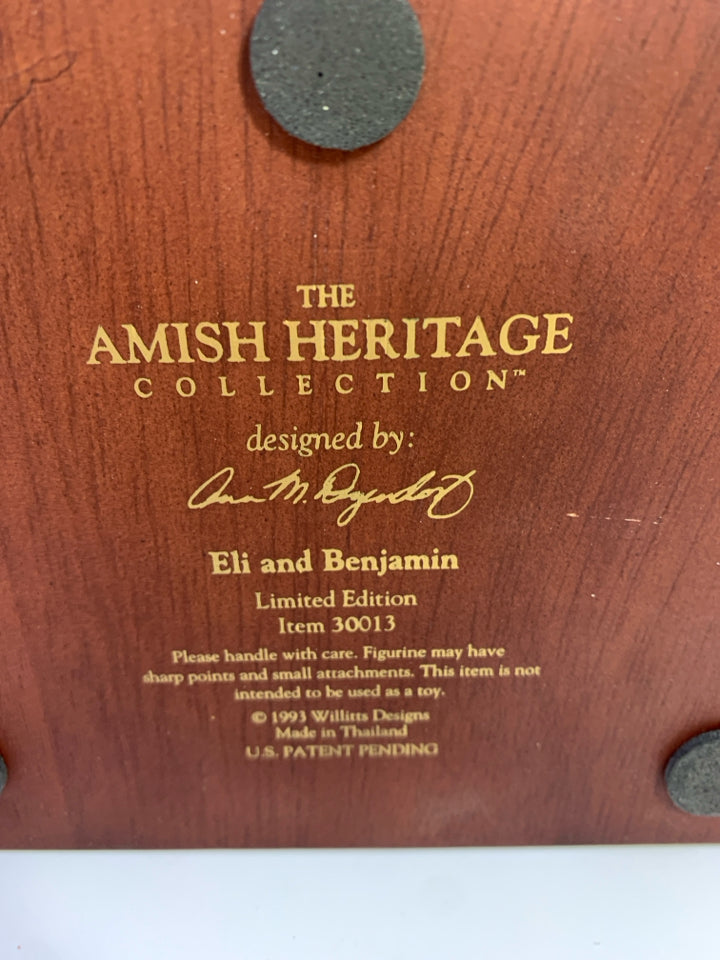 THE
AMISH HERITAGE
COLLECTION™
designed by:
Ann M.
Eli and Benjamin
Limited Edition
Item 30013
Please handle with care. Figurine may have
sharp points and small attachments. This item is not
intended to be used as a toy.
© 1993 Willitts Designs
Made in Thailand
U.S. PATENT PENDING